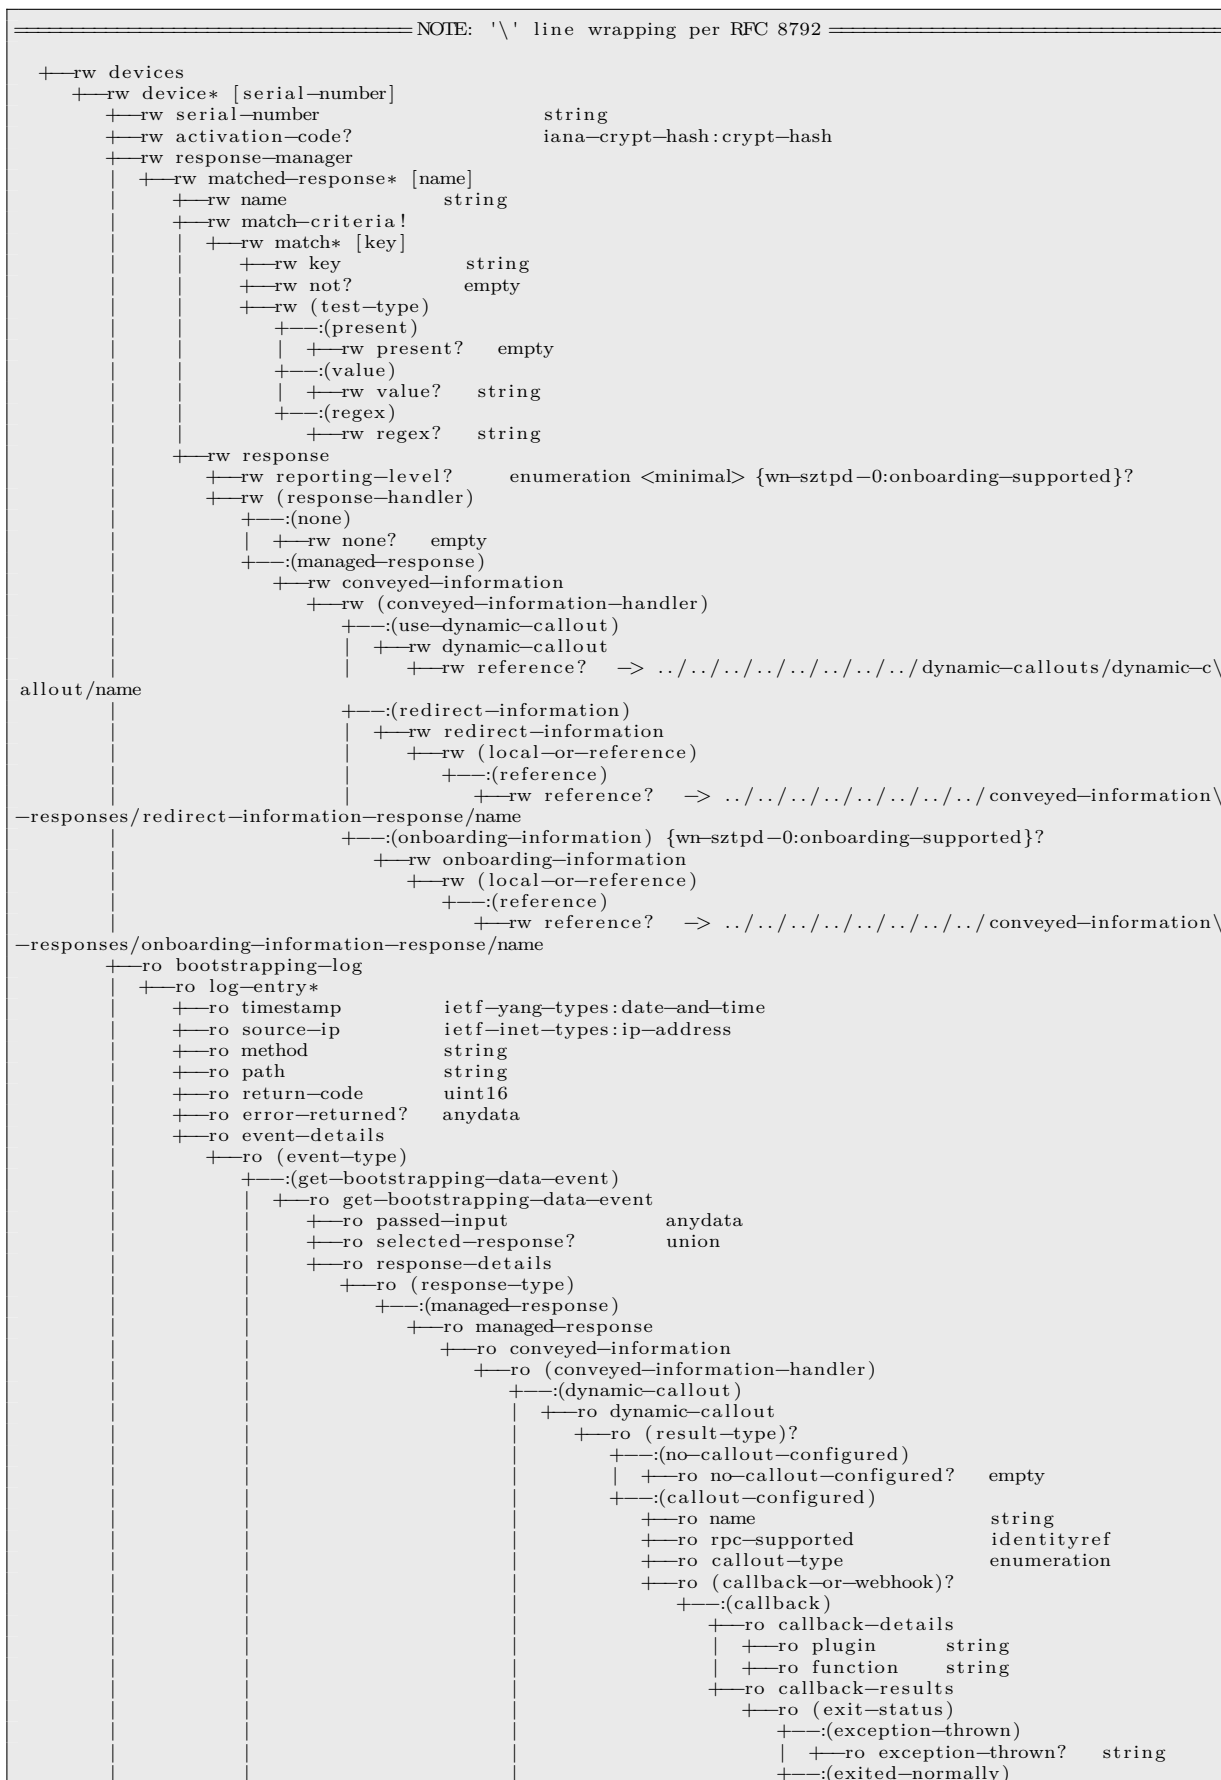 ================================ NOTE: '\' line wrapping per RFC 8792 ================================
  +--rw devices
     +--rw device* [serial-number]
        +--rw serial-number                 string
        +--rw activation-code?              iana-crypt-hash:crypt-hash
        +--rw response-manager
        |  +--rw matched-response* [name]
        |     +--rw name              string
        |     +--rw match-criteria!
        |     |  +--rw match* [key]
        |     |     +--rw key            string
        |     |     +--rw not?           empty
        |     |     +--rw (test-type)
        |     |        +--:(present)
        |     |        |  +--rw present?   empty
        |     |        +--:(value)
        |     |        |  +--rw value?   string
        |     |        +--:(regex)
        |     |           +--rw regex?   string
        |     +--rw response
        |        +--rw reporting-level?     enumeration <minimal> {wn-sztpd-0:onboarding-supported}?
        |        +--rw (response-handler)
        |           +--:(none)
        |           |  +--rw none?   empty
        |           +--:(managed-response)
        |              +--rw conveyed-information
        |                 +--rw (conveyed-information-handler)
        |                    +--:(use-dynamic-callout)
        |                    |  +--rw dynamic-callout
        |                    |     +--rw reference?   -> ../../../../../../../dynamic-callouts/dynamic-c\
allout/name
        |                    +--:(redirect-information)
        |                    |  +--rw redirect-information
        |                    |     +--rw (local-or-reference)
        |                    |        +--:(reference)
        |                    |           +--rw reference?   -> ../../../../../../../conveyed-information\
-responses/redirect-information-response/name
        |                    +--:(onboarding-information) {wn-sztpd-0:onboarding-supported}?
        |                       +--rw onboarding-information
        |                          +--rw (local-or-reference)
        |                             +--:(reference)
        |                                +--rw reference?   -> ../../../../../../../conveyed-information\
-responses/onboarding-information-response/name
        +--ro bootstrapping-log
        |  +--ro log-entry*
        |     +--ro timestamp         ietf-yang-types:date-and-time
        |     +--ro source-ip         ietf-inet-types:ip-address
        |     +--ro method            string
        |     +--ro path              string
        |     +--ro return-code       uint16
        |     +--ro error-returned?   anydata
        |     +--ro event-details
        |        +--ro (event-type)
        |           +--:(get-bootstrapping-data-event)
        |           |  +--ro get-bootstrapping-data-event
        |           |     +--ro passed-input              anydata
        |           |     +--ro selected-response?        union
        |           |     +--ro response-details
        |           |        +--ro (response-type)
        |           |           +--:(managed-response)
        |           |              +--ro managed-response
        |           |                 +--ro conveyed-information
        |           |                    +--ro (conveyed-information-handler)
        |           |                       +--:(dynamic-callout)
        |           |                       |  +--ro dynamic-callout
        |           |                       |     +--ro (result-type)?
        |           |                       |        +--:(no-callout-configured)
        |           |                       |        |  +--ro no-callout-configured?   empty
        |           |                       |        +--:(callout-configured)
        |           |                       |           +--ro name                     string
        |           |                       |           +--ro rpc-supported            identityref
        |           |                       |           +--ro callout-type             enumeration
        |           |                       |           +--ro (callback-or-webhook)?
        |           |                       |              +--:(callback)
        |           |                       |                 +--ro callback-details
        |           |                       |                 |  +--ro plugin      string
        |           |                       |                 |  +--ro function    string
        |           |                       |                 +--ro callback-results
        |           |                       |                    +--ro (exit-status)
        |           |                       |                       +--:(exception-thrown)
        |           |                       |                       |  +--ro exception-thrown?   string
        |           |                       |                       +--:(exited-normally)